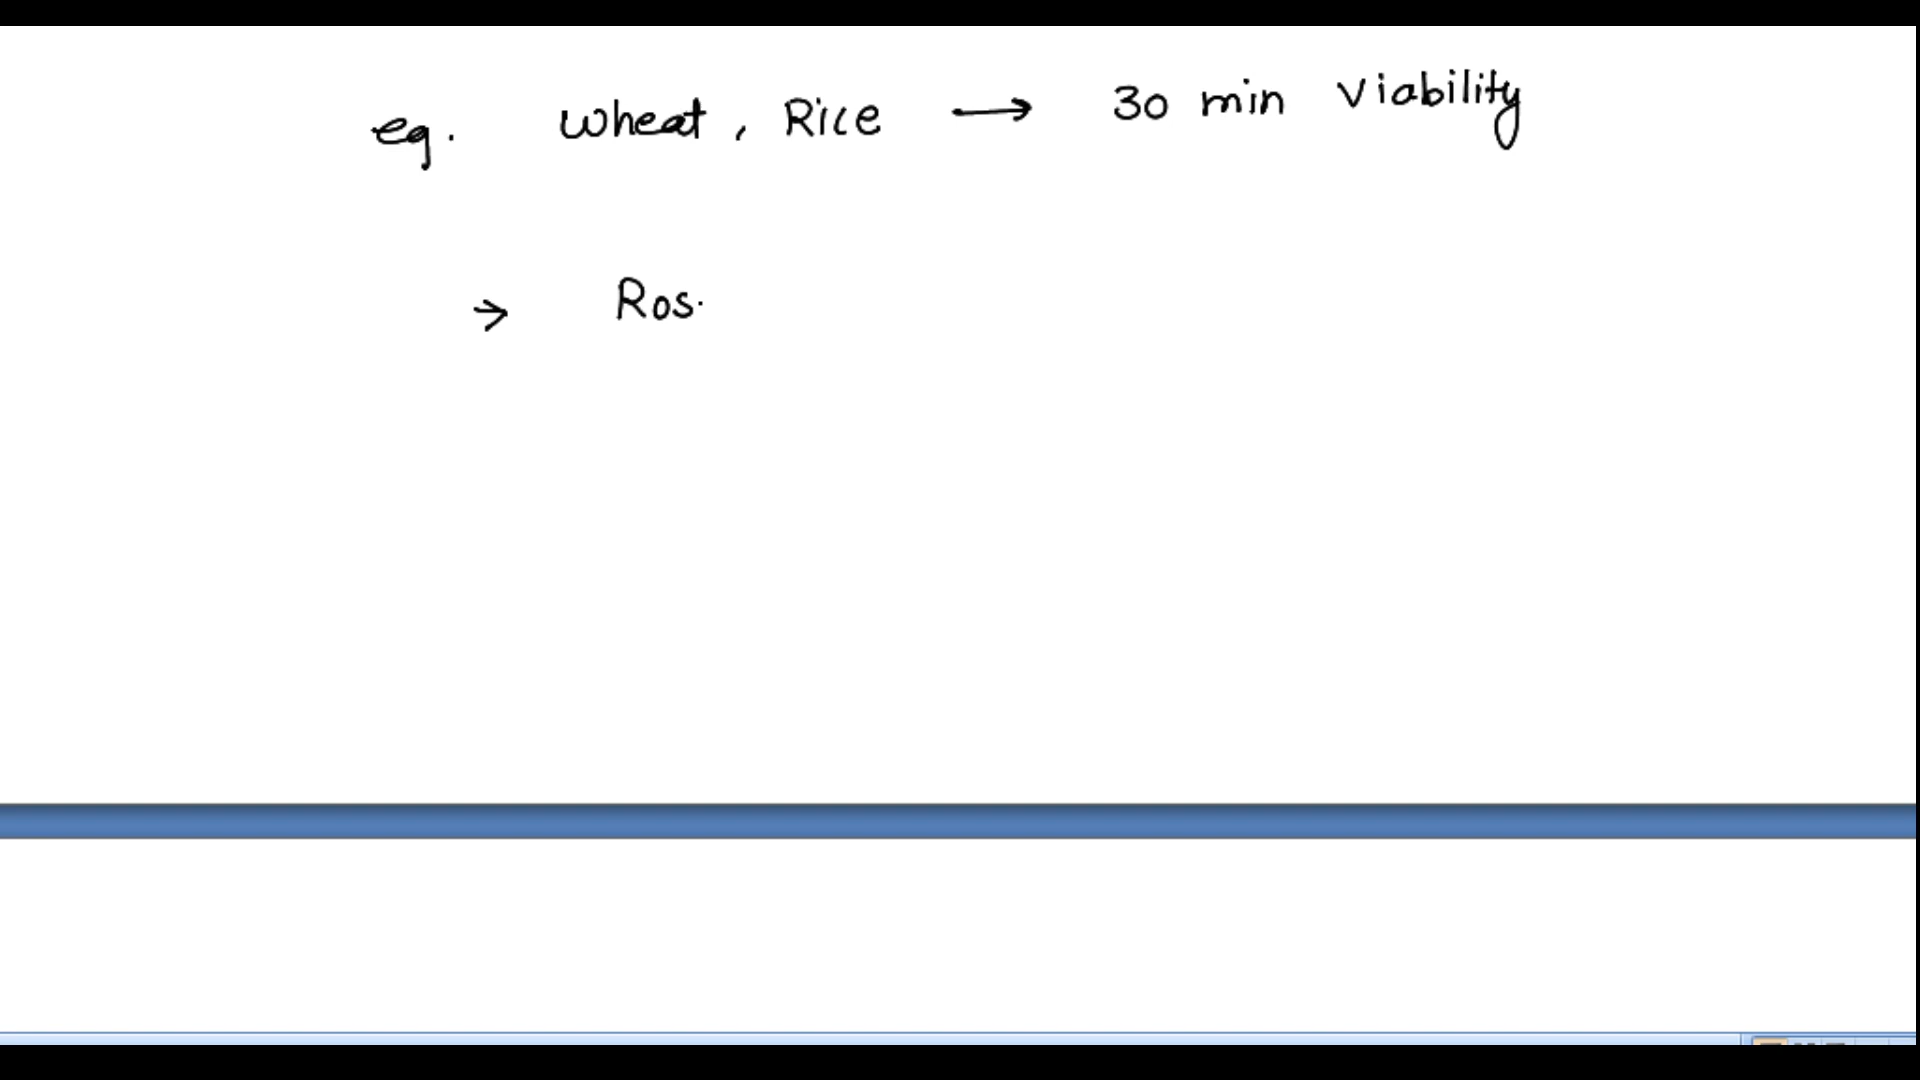 eg. Wheat, Rice → 30 min Viability
→ Ros.